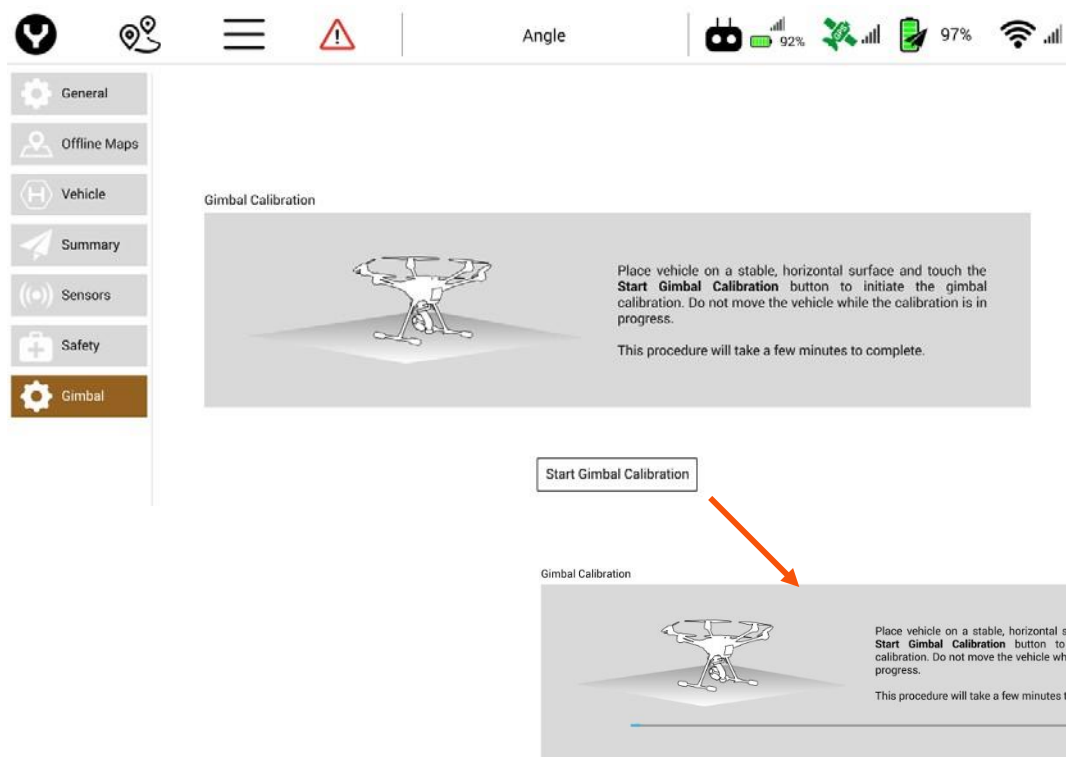 Angle
92%
GPS
97%
General
Offline Maps
Vehicle
Summary
Sensors
Safety
Gimbal
Gimbal Calibration
Place vehicle on a stable, horizontal surface and touch the
Start Gimbal Calibration button to initiate the gimbal
calibration. Do not move the vehicle while the calibration is in
progress.
This procedure will take a few minutes to complete.
Start Gimbal Calibration
Gimbal Calibration
Place vehicle on a stable, horizontal s
Start Gimbal Calibration button to
calibration. Do not move the vehicle wh
progress.
This procedure will take a few minutes t